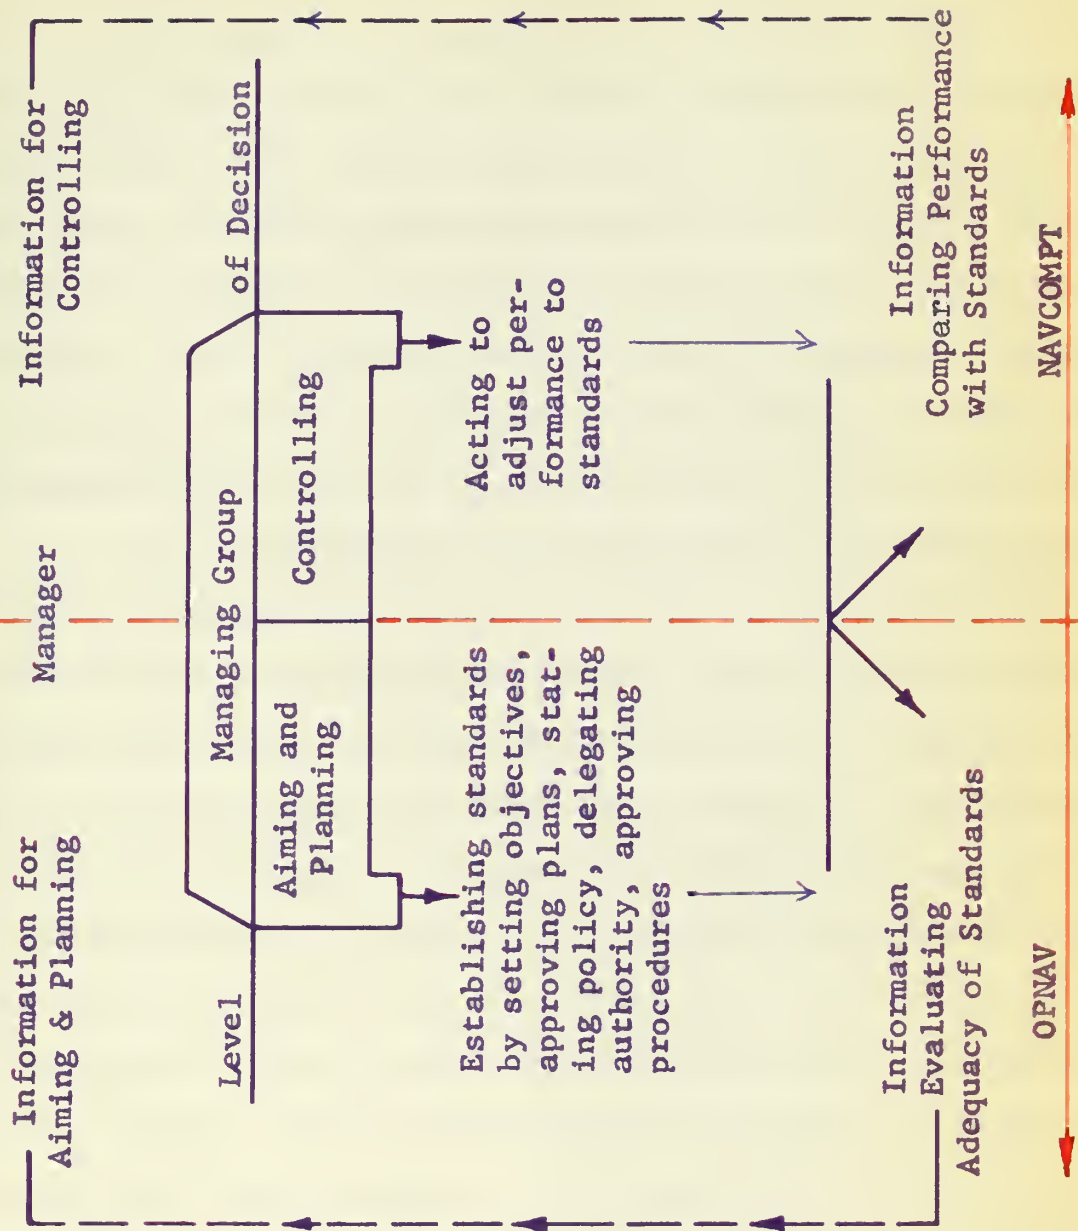 Information for
Aiming & Planning
Manager
Information for
Controlling
Managing Group
Level
of Decision
Aiming and
Planning
Controlling
Establishing standards
by setting objectives,
approving plans, stat-
ing policy, delegating
authority, approving
procedures
Acting to
adjust per-
formance to
standards
Information
Evaluating
Adequacy of Standards
Information
Comparing Performance
with Standards
OPNAV
NAVCOMPT